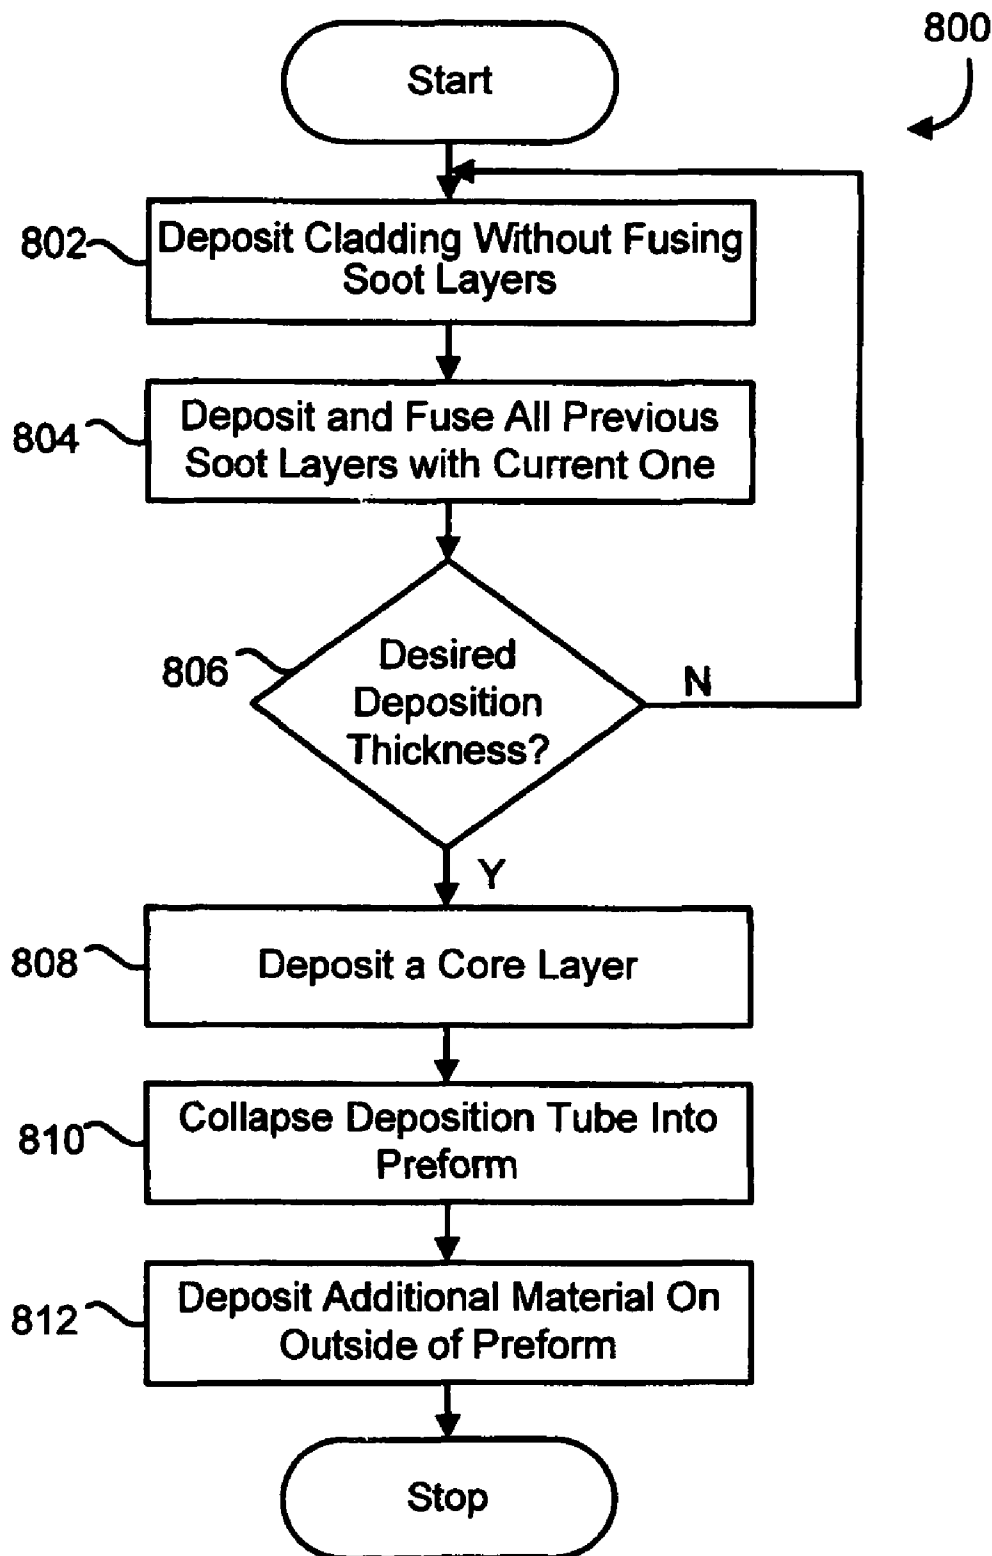 800
Start
802
Deposit Cladding Without Fusing
Soot Layers
804
Deposit and Fuse All Previous
Soot Layers with Current One
806
Desired
Deposition
Thickness?
N
Y
808
Deposit a Core Layer
810
Collapse Deposition Tube Into
Preform
812
Deposit Additional Material On
Outside of Preform
Stop